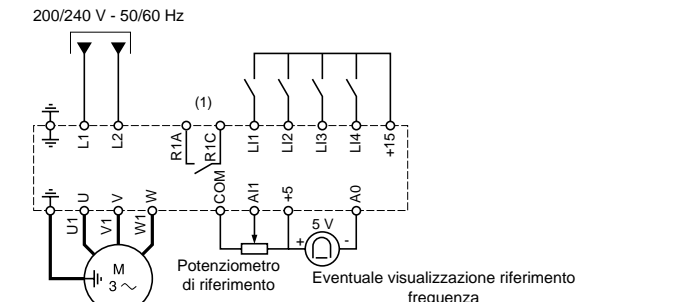 200/240 V - 50/60 Hz
(1)
L1
L2
R1A
R1C
LI1
LI2
LI3
LI4
+15
U
V
W
COM
AI1
+5
A0
U1
V1
W1
5 V
+
-
M
3 ~
Potenziometro
di riferimento
Eventuale visualizzazione riferimento
frequenza